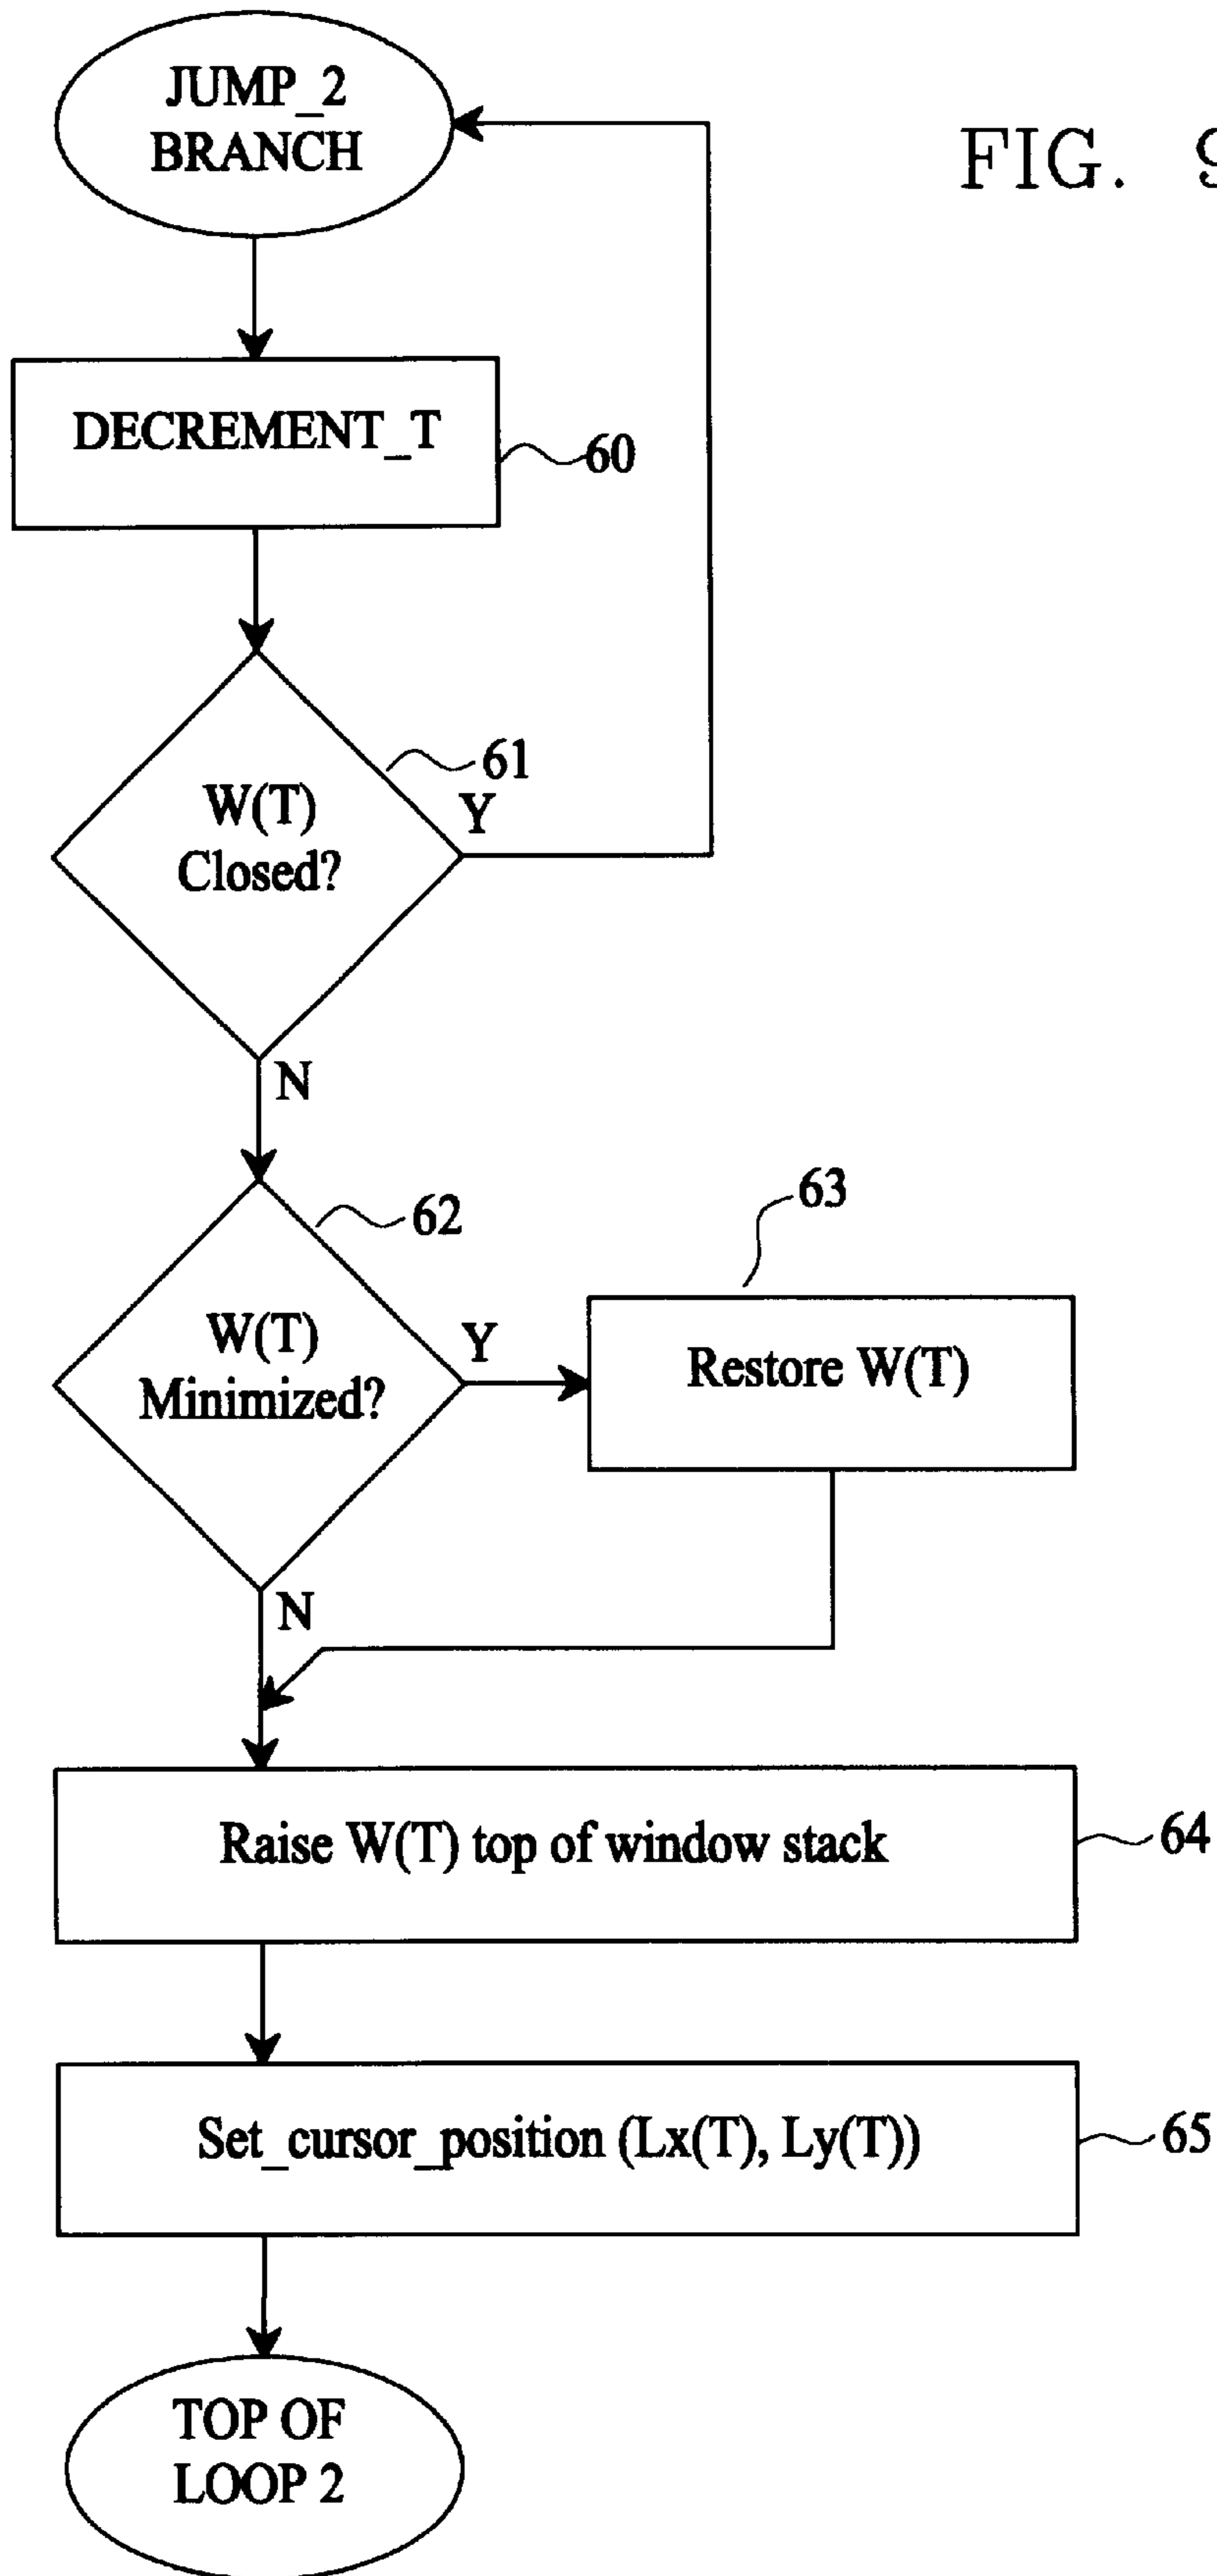 JUMP_2
BRANCH
FIG. 9
DECREMENT_T
60
61
W(T)
Closed?
Y
N
62
63
W(T)
Minimized?
Y
Restore W(T)
N
Raise W(T) top of window stack
64
Set_cursor_position (Lx(T), Ly(T))
65
TOP OF
LOOP 2